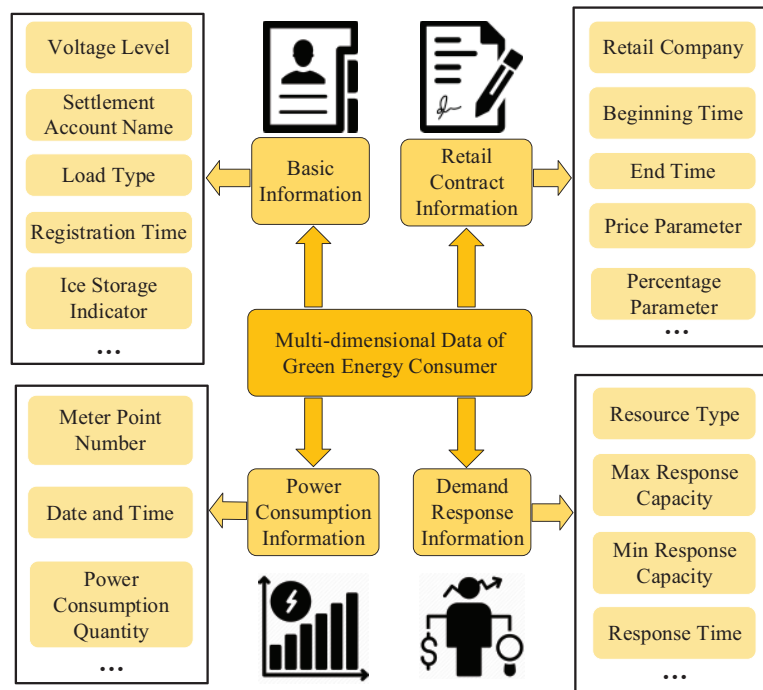 Voltage Level
Settlement
Account Name
Load Type
Registration Time
Ice Storage
Indicator
...
Basic
Information
Retail
Contract
Information
Retail Company
Beginning Time
End Time
Price Parameter
Percentage
Parameter
...
Multi-dimensional Data of
Green Energy Consumer
Meter Point
Number
Date and Time
Power
Consumption
Quantity
...
Power
Consumption
Information
Demand
Response
Information
$
Resource Type
Max Response
Capacity
Min Response
Capacity
Response Time
...